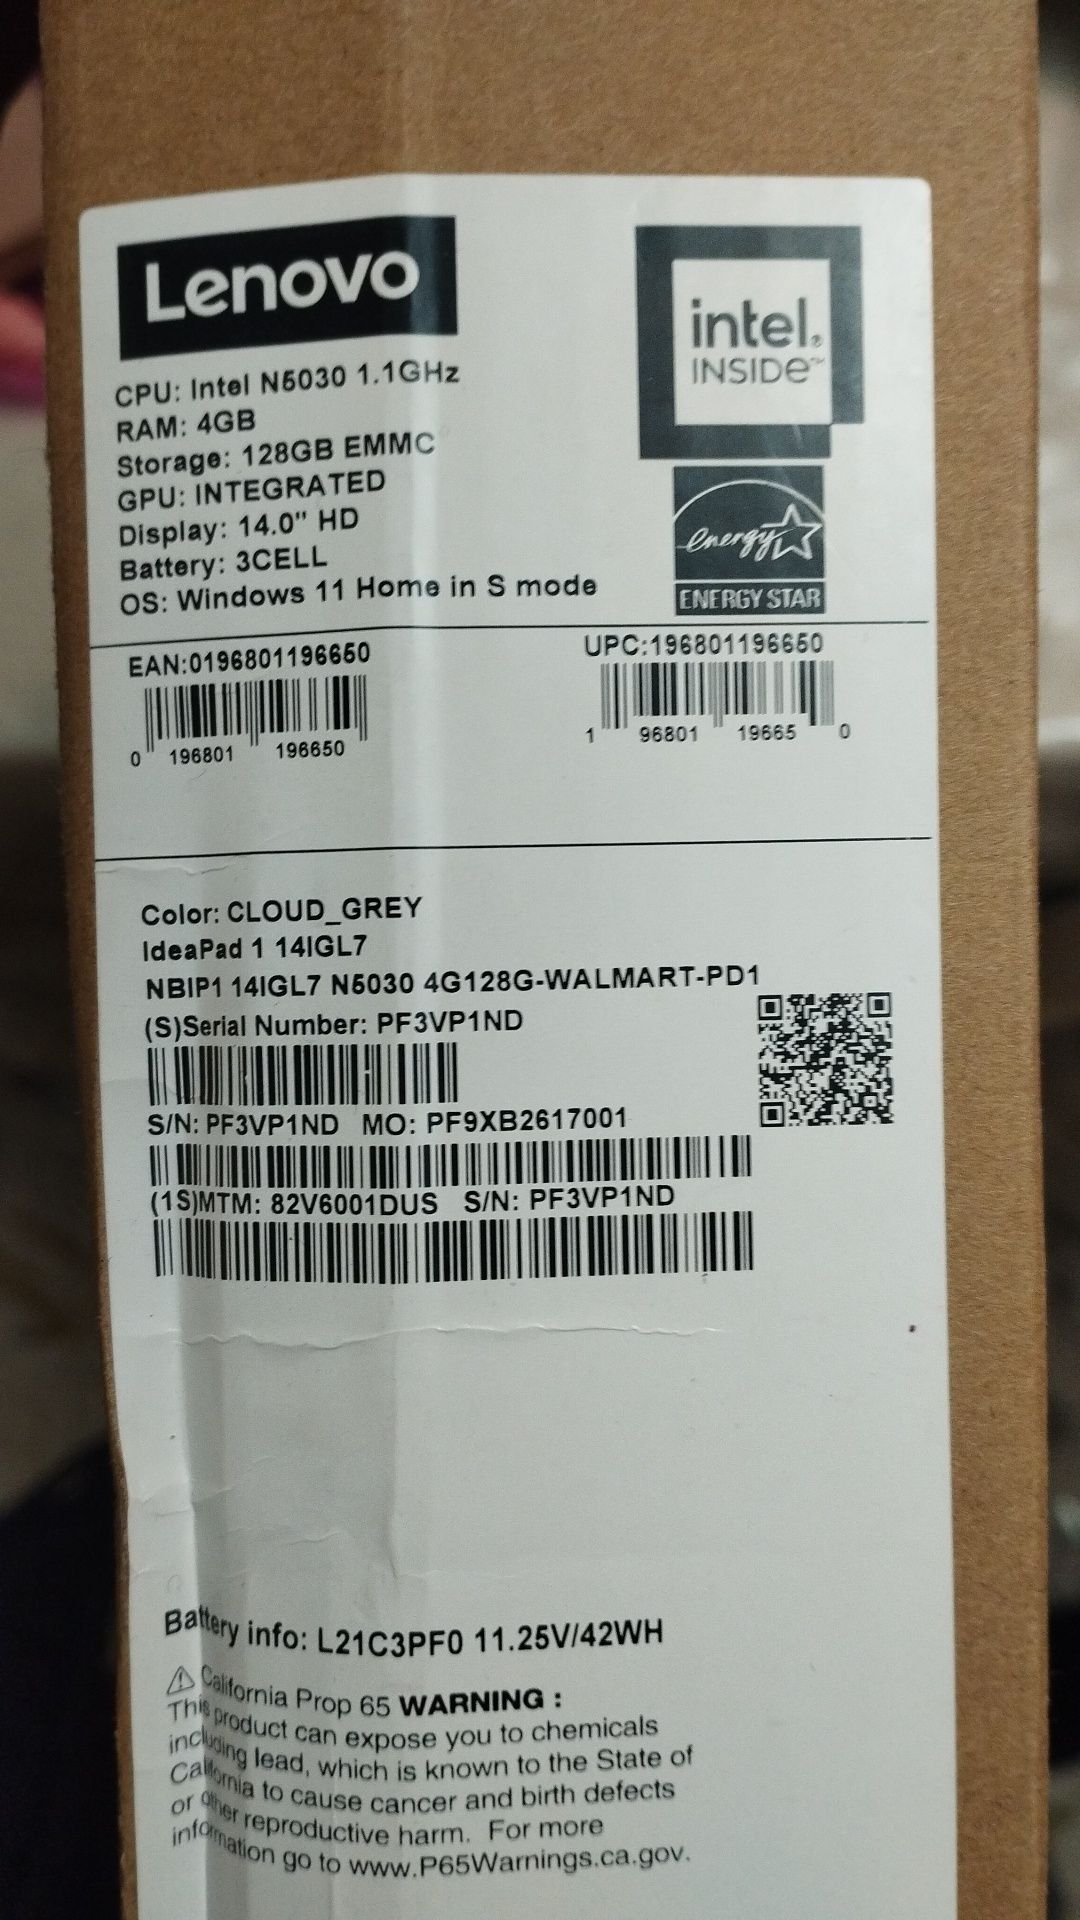 Lenovo
intel.
INSIDe™
CPU: Intel N5030 1.1GHz
RAM: 4GB
Storage: 128GB EMMC
GPU: INTEGRATED
Display: 14.0" HD
Battery: 3CELL
OS: Windows 11 Home in S mode
energy
ENERGY STAR
EAN:0196801196650
0 196801 196650
UPC:196801196650
1 96801 19665 0
Color: CLOUD_GREY
IdeaPad 1 14IGL7
NBIP1 14IGL7 N5030 4G128G-WALMART-PD1
(S)Serial Number: PF3VP1ND
S/N: PF3VP1ND MO: PF9XB2617001
(1S)MTM: 82V6001DUS S/N: PF3VP1ND
Battery info: L21C3PF0 11.25V/42WH
California Prop 65 WARNING :
This product can expose you to chemicals
including lead, which is known to the State of
California to cause cancer and birth defects
or other reproductive harm. For more
information go to www.P65Warnings.ca.gov.